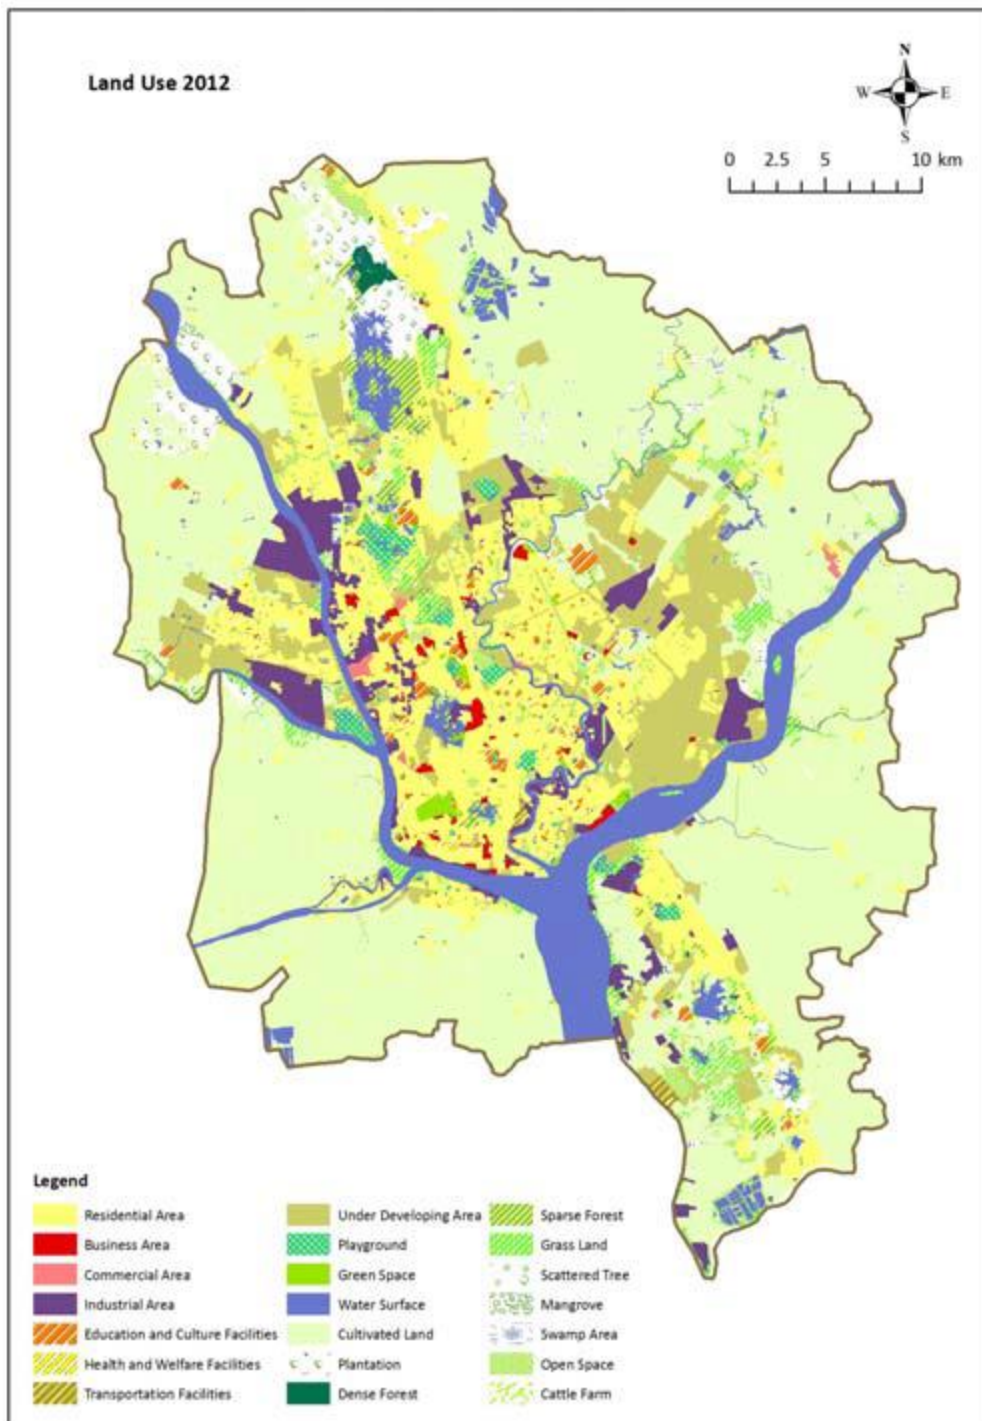 Land Use 2012
N
W E
S
0 2.5 5 10 km
Legend
Residential Area
Business Area
Commercial Area
Industrial Area
Education and Culture Facilities
Health and Welfare Facilities
Transportation Facilities
Under Developing Area
Playground
Green Space
Water Surface
Cultivated Land
Plantation
Dense Forest
Sparse Forest
Grass Land
Scattered Tree
Mangrove
Swamp Area
Open Space
Cattle Farm